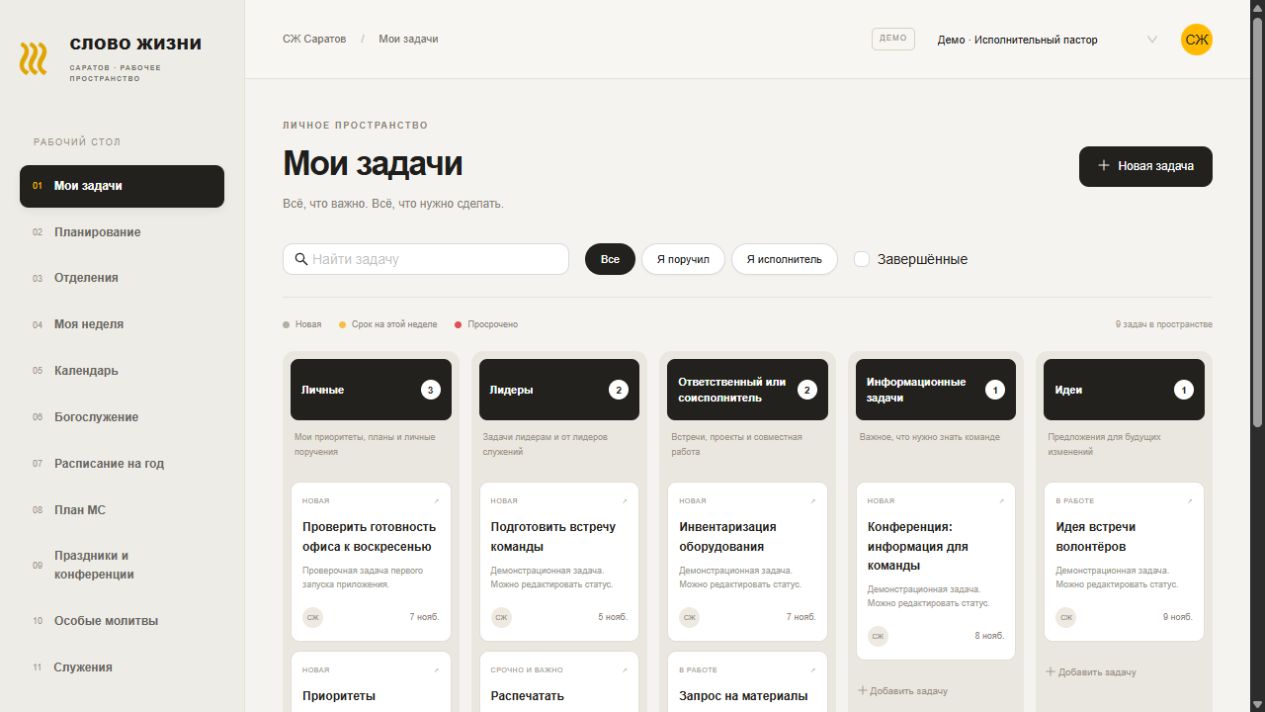 СЛОВО ЖИЗНИ
САРАТОВ · РАБОЧЕЕ
ПРОСТРАНСТВО
РАБОЧИЙ СТОЛ
01 Мои задачи
02 Планирование
03 Отделения
04 Моя неделя
05 Календарь
06 Богослужение
07 Расписание на год
08 План МС
09 Праздники и
конференции
10 Особые молитвы
11 Служения
СЖ Саратов / Мои задачи
ДЕМО
Демо · Исполнительный пастор
СЖ
ЛИЧНОЕ ПРОСТРАНСТВО
Мои задачи
Всё, что важно. Всё, что нужно сделать.
+ Новая задача
Найти задачу
Все
Я поручил
Я исполнитель
Завершённые
Новая
Срок на этой неделе
Просрочено
9 задач в пространстве
Личные 3
Мои приоритеты, планы и личные
поручения
НОВАЯ
Проверить готовность
офиса к воскресенью
Проверочная задача первого
запуска приложения.
СЖ 7 нояб.
НОВАЯ
Приоритеты
Лидеры 2
Задачи лидерам и от лидеров
служений
НОВАЯ
Подготовить встречу
команды
Демонстрационная задача.
Можно редактировать статус.
СЖ 5 нояб.
СРОЧНО И ВАЖНО
Распечатать
Ответственный или
соисполнитель 2
Встречи, проекты и совместная
работа
НОВАЯ
Инвентаризация
оборудования
Демонстрационная задача.
Можно редактировать статус.
СЖ 7 нояб.
В РАБОТЕ
Запрос на материалы
Информационные
задачи 1
Важное, что нужно знать команде
НОВАЯ
Конференция:
информация для
команды
Демонстрационная задача.
Можно редактировать статус.
СЖ 8 нояб.
+ Добавить задачу
Идеи 1
Предложения для будущих
изменений
В РАБОТЕ
Идея встречи
волонтёров
Демонстрационная задача.
Можно редактировать статус.
СЖ 9 нояб.
+ Добавить задачу